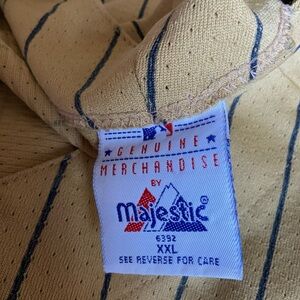 GENUINE
MERCHANDISE
BY
Majestic®
6392
XXL
SEE REVERSE FOR CARE